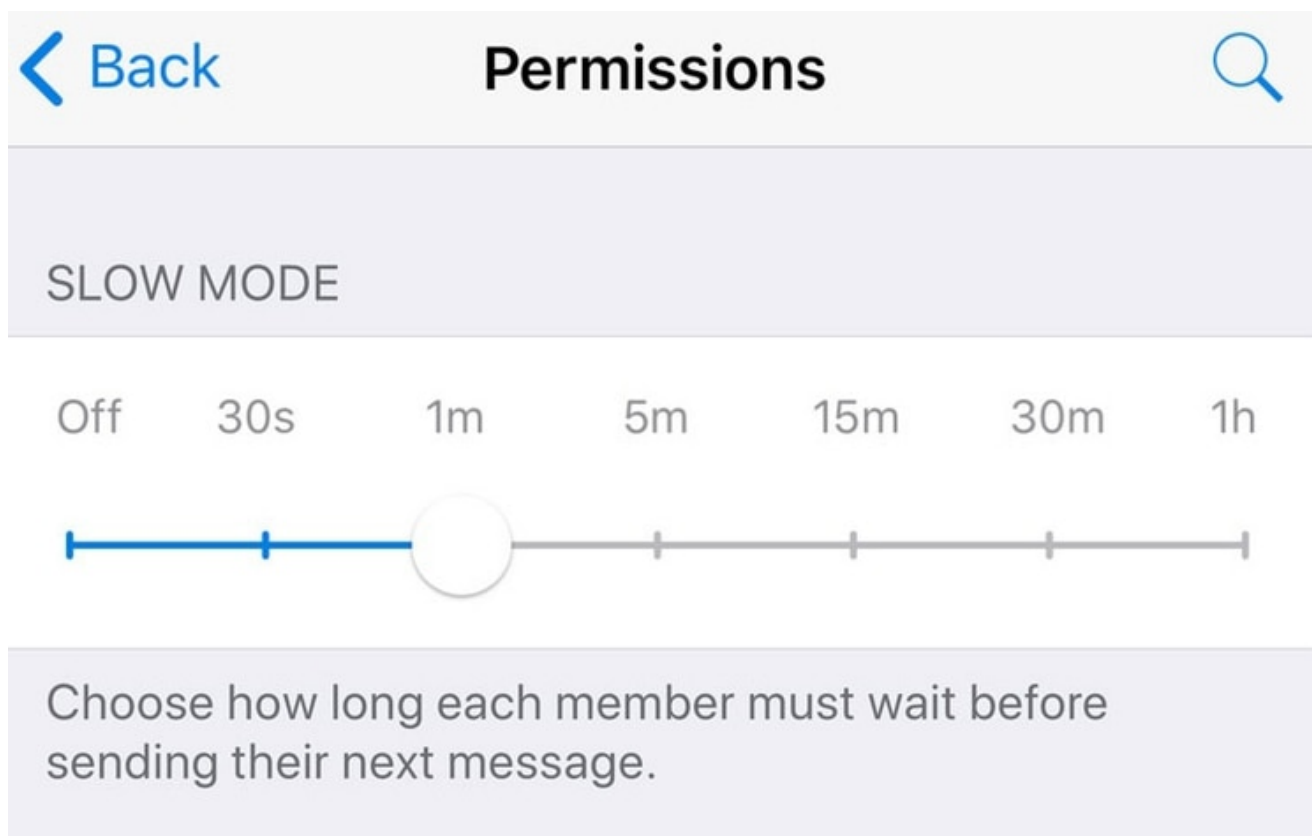 Back Permissions
SLOW MODE
Off 30s 1m 5m 15m 30m 1h
Choose how long each member must wait before
sending their next message.